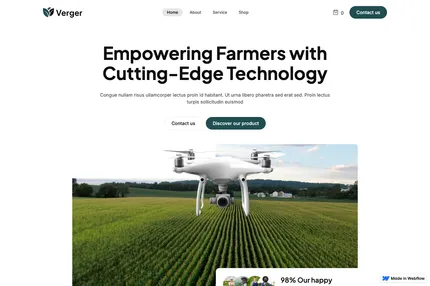 Verger
Home
About
Service
Shop
0
Contact us
Empowering Farmers with
Cutting-Edge Technology
Congue nullam risus ullamcorper lectus proin id habitant. Ut urna libero pharetra sed erat sed. Proin lectus
turpis sollicitudin euismod
Contact us
Discover our product
98% Our happy
Made in Webflow